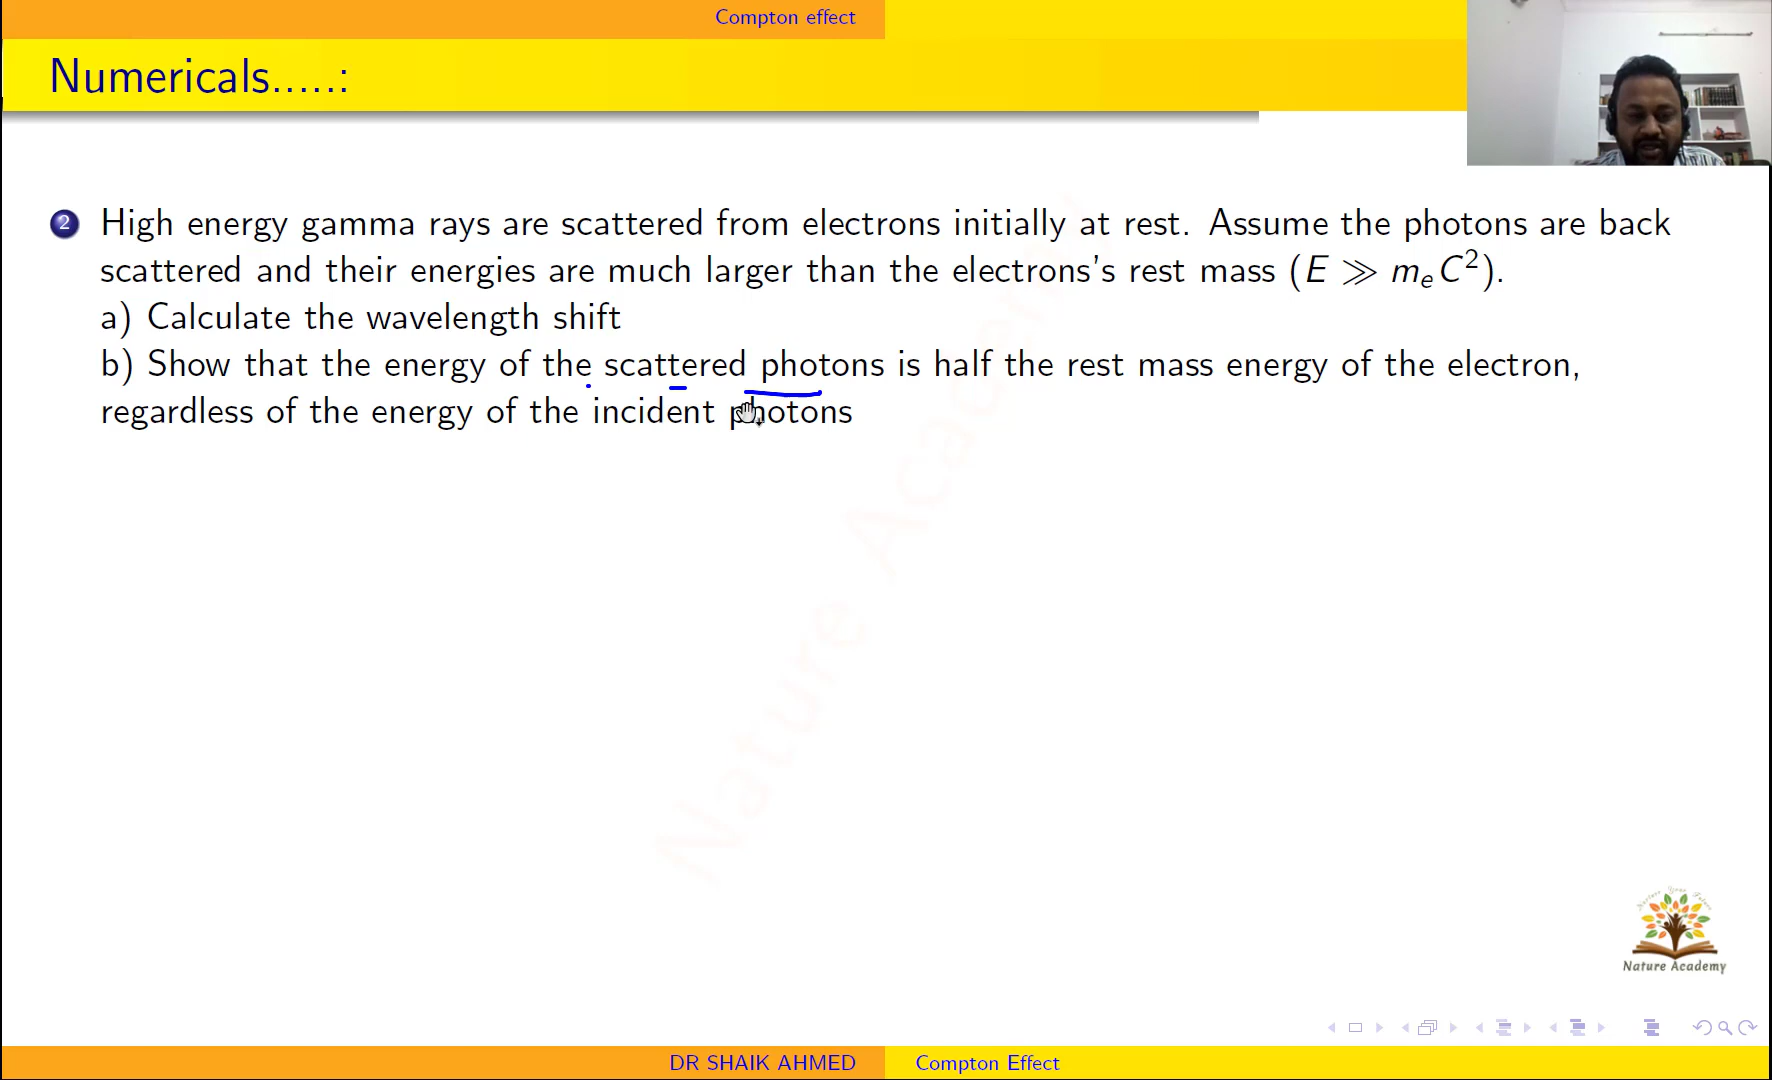 Compton effect
Numericals.....:
2 High energy gamma rays are scattered from electrons initially at rest. Assume the photons are back
scattered and their energies are much larger than the electrons's rest mass (E ≫ mₑC²).
a) Calculate the wavelength shift
b) Show that the energy of the scattered photons is half the rest mass energy of the electron,
regardless of the energy of the incident photons
Nature Academy
Nature Academy
DR SHAIK AHMED Compton Effect